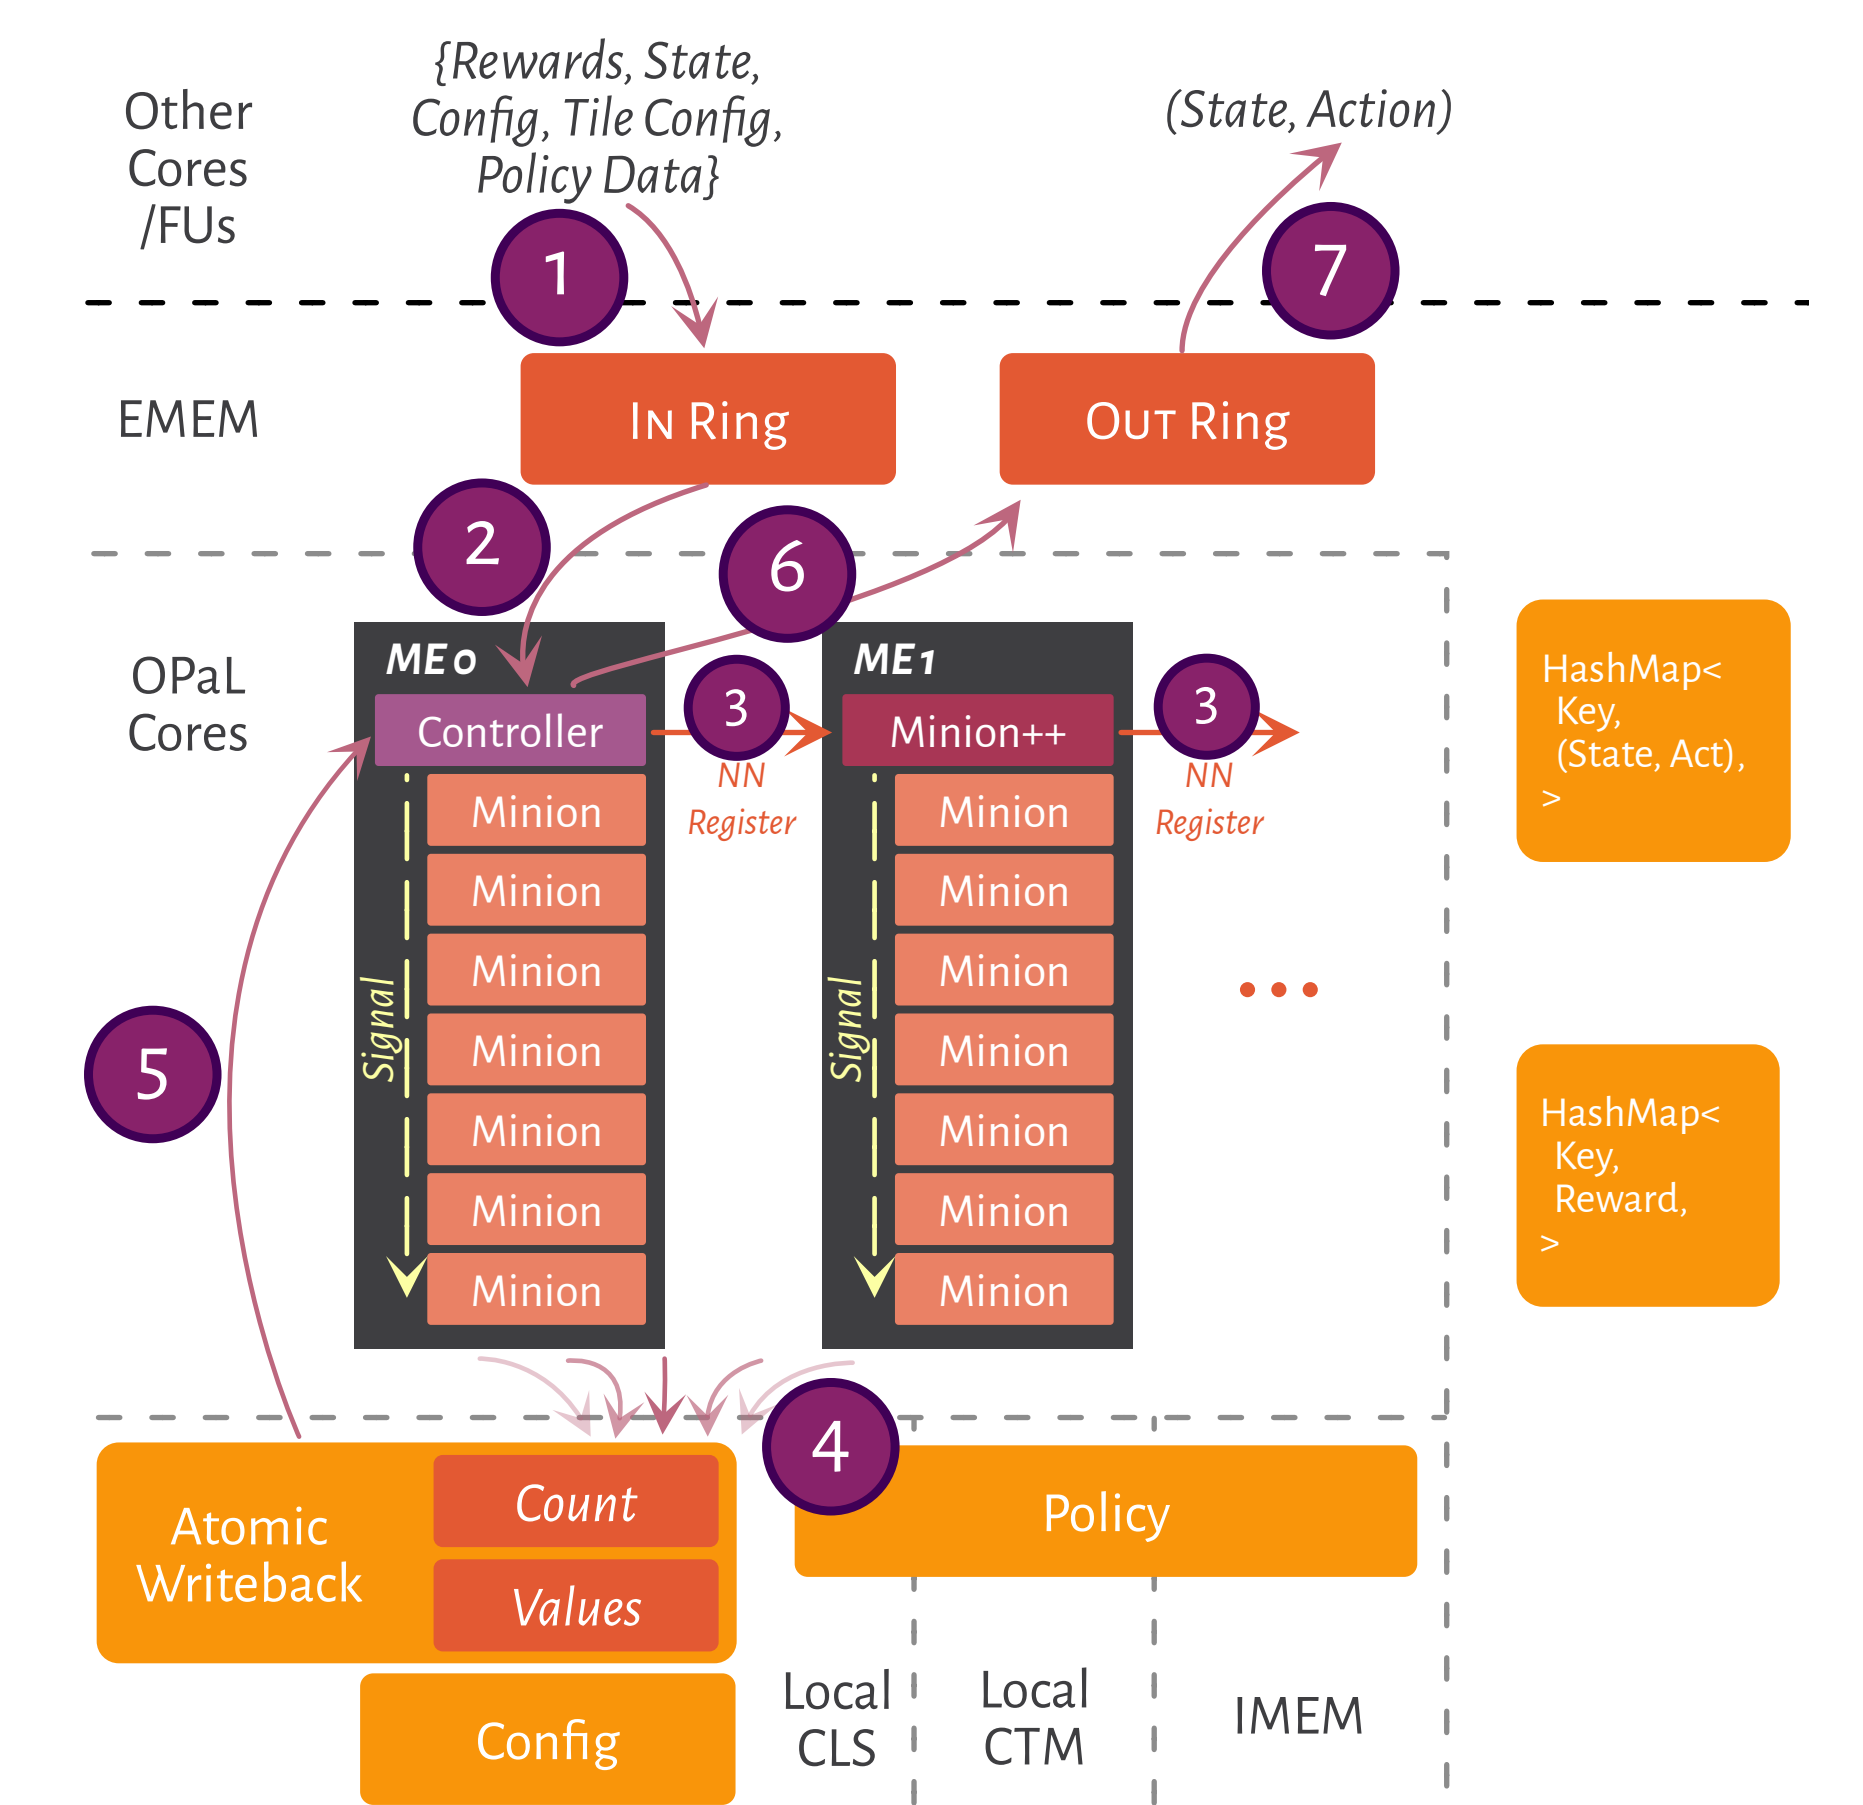 Other
Cores
/FUs
{Rewards, State,
Config, Tile Config,
Policy Data}
(State, Action)
1
7
EMEM
IN Ring
OUT Ring
2
6
OPaL
Cores
ME0
Controller
Minion
Minion
Minion
Minion
Minion
Minion
Minion
Signal
3
NN
Register
ME1
Minion++
Minion
Minion
Minion
Minion
Minion
Minion
Minion
Signal
3
NN
Register
HashMap<
Key,
(State, Act),
>
HashMap<
Key,
Reward,
>
5
4
Atomic
Writeback
Count
Values
Config
Policy
Local
CLS
Local
CTM
IMEM